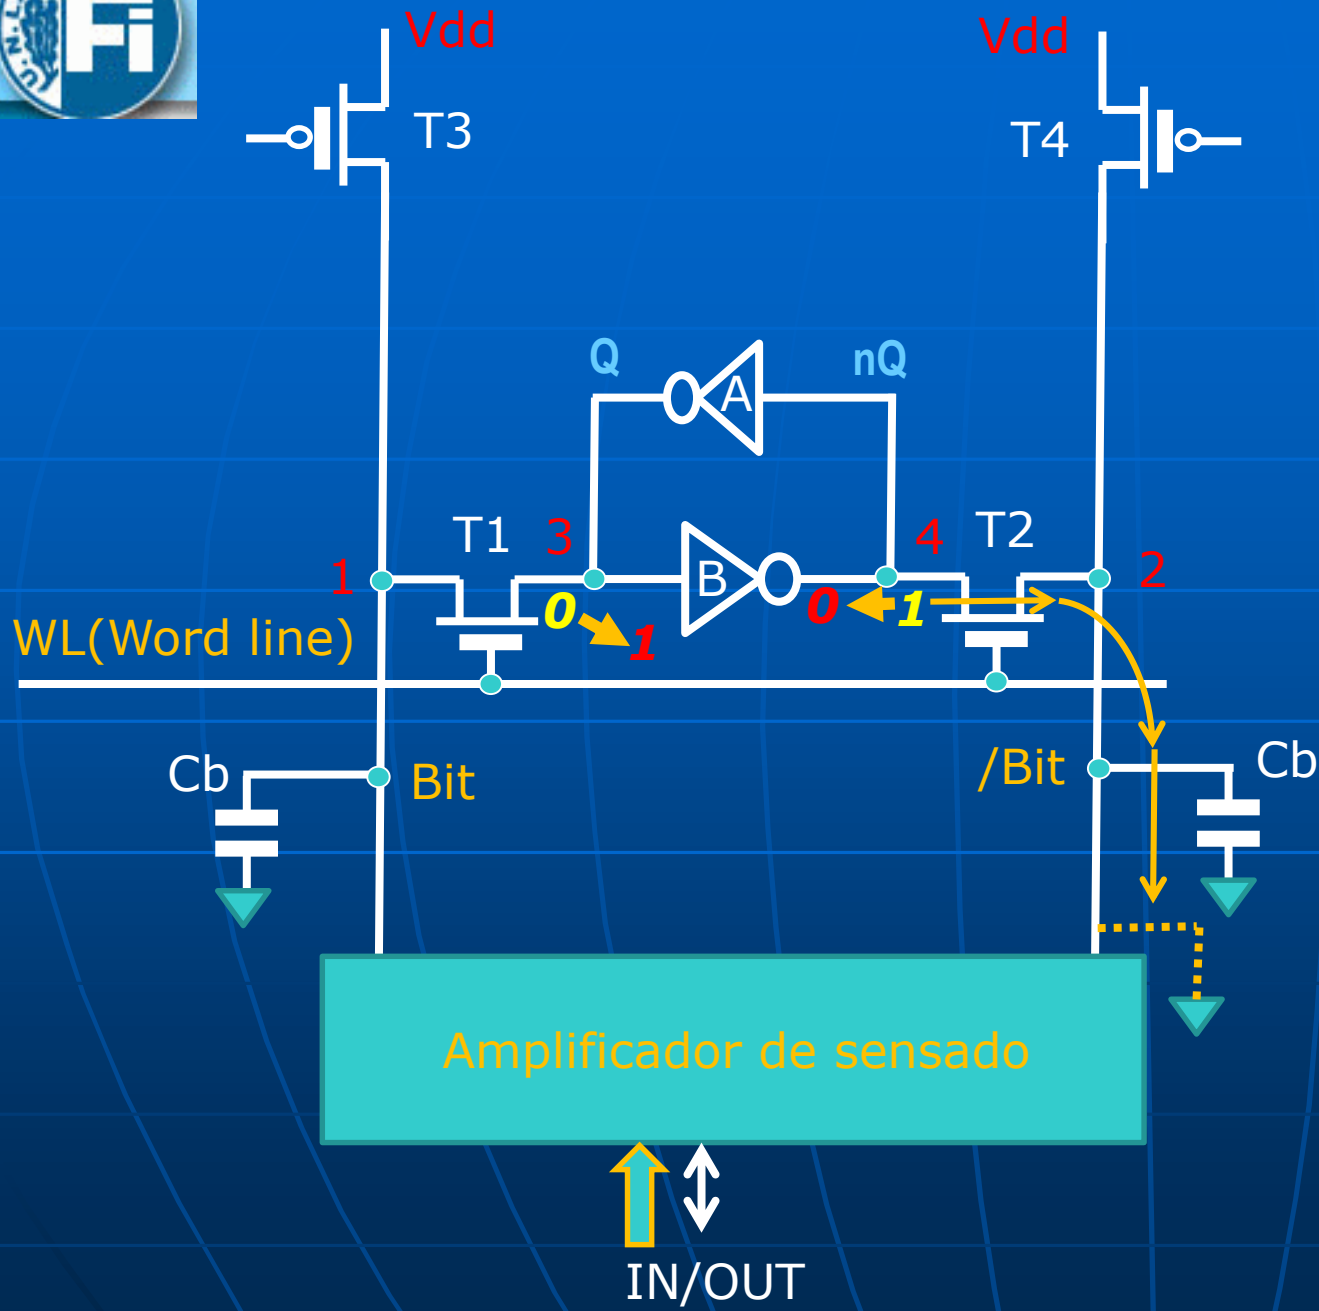 U.N.L.
Fi
Vdd
Vdd
T3
T4
Q
nQ
A
T1
3
4
T2
1
B
2
0
1
0
1
WL(Word line)
Cb
Bit
/Bit
Cb
Amplificador de sensado
IN/OUT